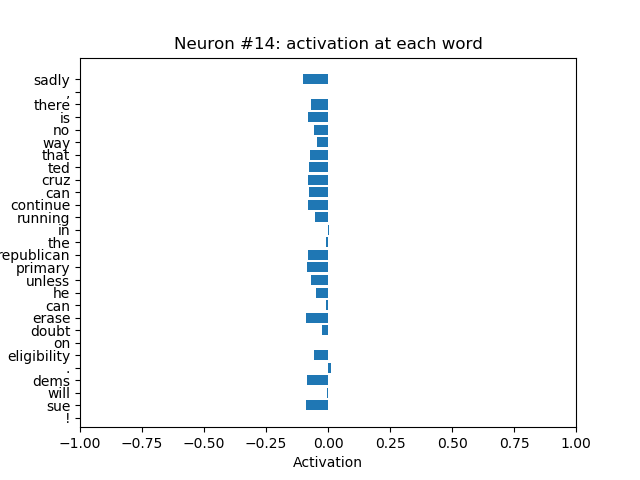 Neuron #14: activation at each word
sadly
,
there
is
no
way
that
ted
cruz
can
continue
running
in
the
republican
primary
unless
he
can
erase
doubt
on
eligibility
.
dems
will
sue
!
−1.00 −0.75 −0.50 −0.25 0.00 0.25 0.50 0.75 1.00
Activation